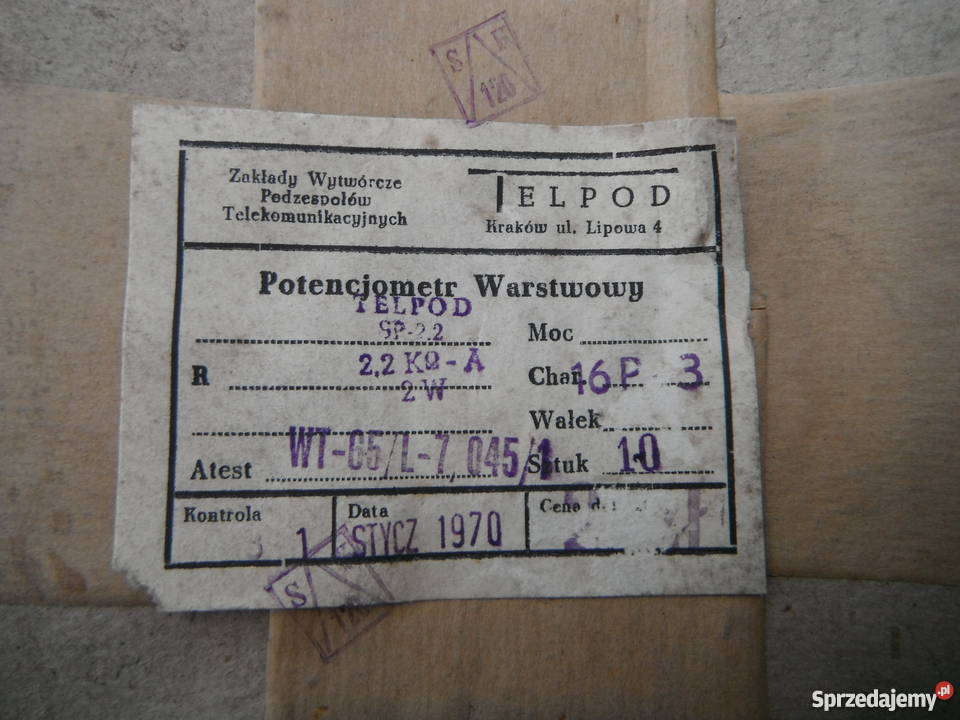 S F
120
Zakłady Wytwórcze
Podzespołów
Telekomunikacyjnych
TELPOD
Kraków ul. Lipowa 4
Potencjometr Warstwowy
TELPOD
SP-2.2
Moc
R 2,2 KΩ-A
2 W
Char. 16P 3
Wałek
Atest WT-65/L-7,045/1
Sztuk 10
Kontrola
1
Data
STYCZ 1970
Cena
S
Sprzedajemy.pl